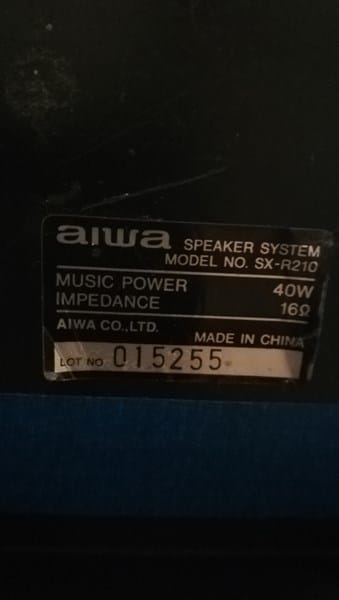 aiwa SPEAKER SYSTEM
MODEL NO. SX-R210
MUSIC POWER 40W
IMPEDANCE 16Ω
AIWA CO.,LTD.
MADE IN CHINA
LOT NO 015255